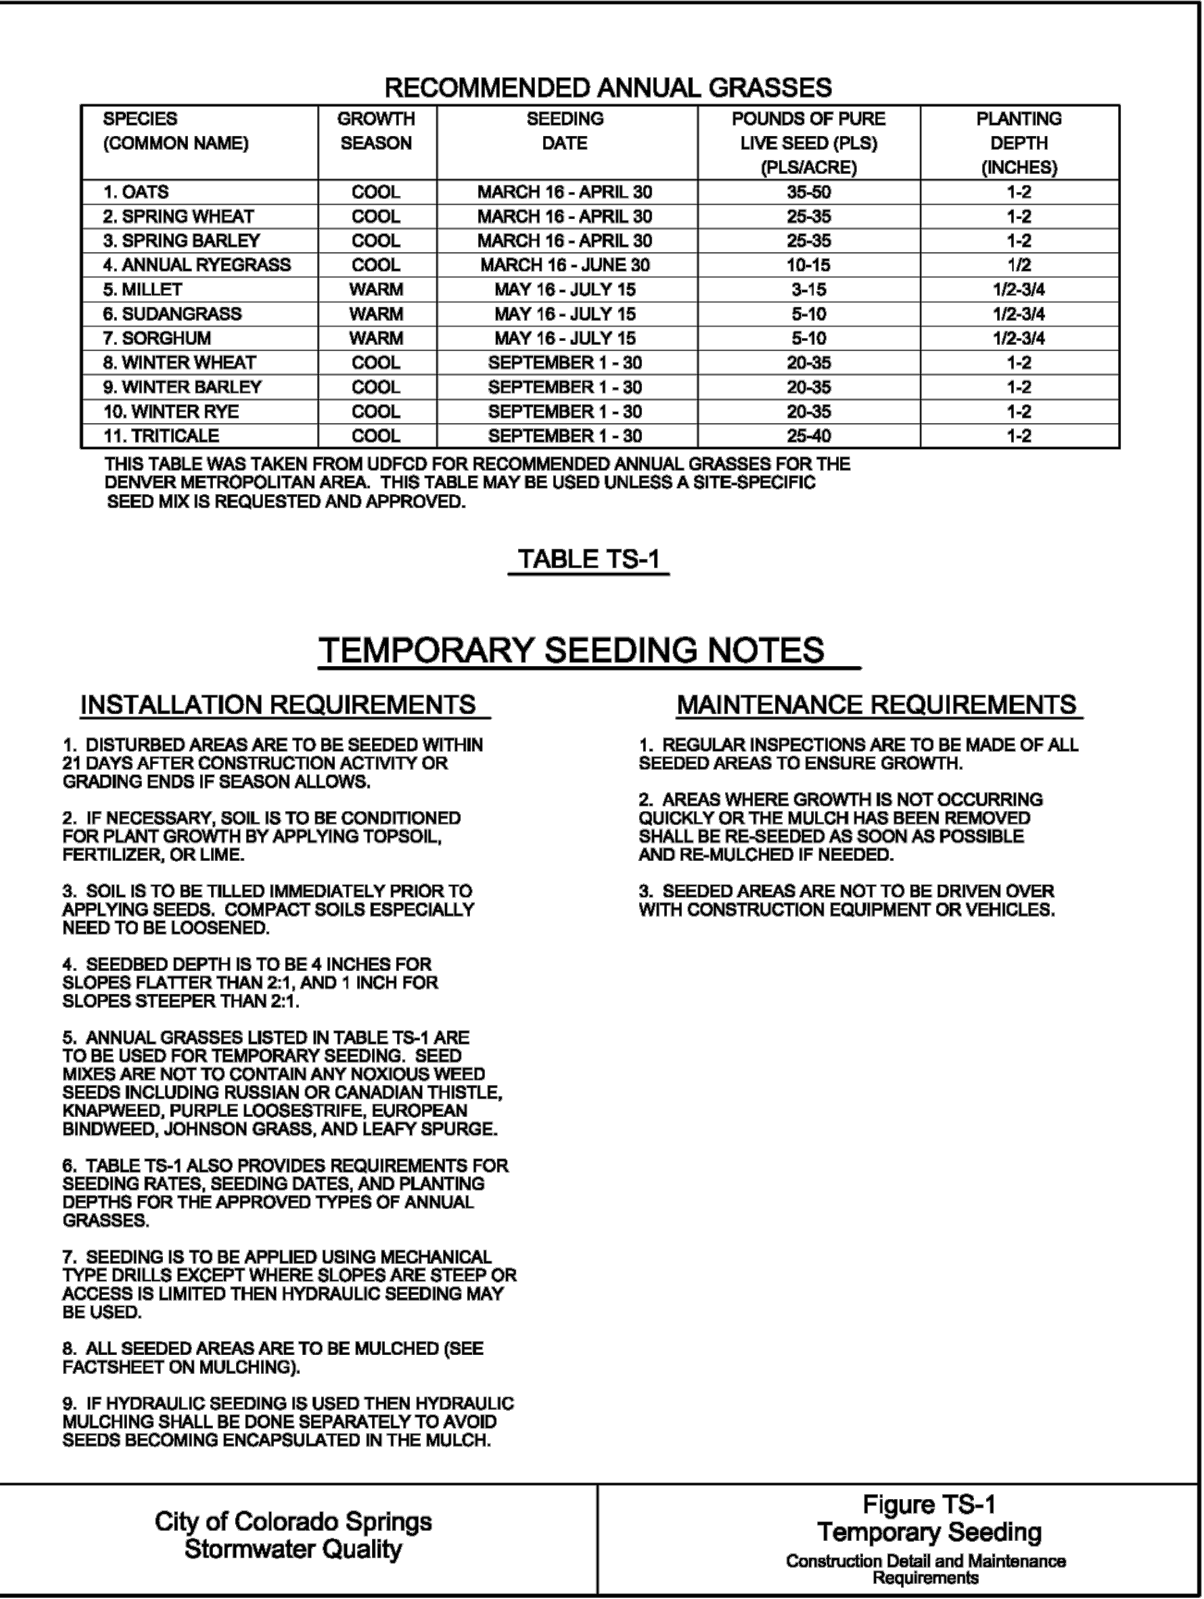 RECOMMENDED ANNUAL GRASSES
SPECIES (COMMON NAME) GROWTH SEASON SEEDING DATE POUNDS OF PURE LIVE SEED (PLS) (PLS/ACRE) PLANTING DEPTH (INCHES)
1. OATS COOL MARCH 16 - APRIL 30 35-50 1-2
2. SPRING WHEAT COOL MARCH 16 - APRIL 30 25-35 1-2
3. SPRING BARLEY COOL MARCH 16 - APRIL 30 25-35 1-2
4. ANNUAL RYEGRASS COOL MARCH 16 - JUNE 30 10-15 1/2
5. MILLET WARM MAY 16 - JULY 15 3-15 1/2-3/4
6. SUDANGRASS WARM MAY 16 - JULY 15 5-10 1/2-3/4
7. SORGHUM WARM MAY 16 - JULY 15 5-10 1/2-3/4
8. WINTER WHEAT COOL SEPTEMBER 1 - 30 20-35 1-2
9. WINTER BARLEY COOL SEPTEMBER 1 - 30 20-35 1-2
10. WINTER RYE COOL SEPTEMBER 1 - 30 20-35 1-2
11. TRITICALE COOL SEPTEMBER 1 - 30 25-40 1-2
THIS TABLE WAS TAKEN FROM UDFCD FOR RECOMMENDED ANNUAL GRASSES FOR THE
DENVER METROPOLITAN AREA. THIS TABLE MAY BE USED UNLESS A SITE-SPECIFIC
SEED MIX IS REQUESTED AND APPROVED.
TABLE TS-1
TEMPORARY SEEDING NOTES
INSTALLATION REQUIREMENTS
1. DISTURBED AREAS ARE TO BE SEEDED WITHIN
21 DAYS AFTER CONSTRUCTION ACTIVITY OR
GRADING ENDS IF SEASON ALLOWS.
2. IF NECESSARY, SOIL IS TO BE CONDITIONED
FOR PLANT GROWTH BY APPLYING TOPSOIL,
FERTILIZER, OR LIME.
3. SOIL IS TO BE TILLED IMMEDIATELY PRIOR TO
APPLYING SEEDS. COMPACT SOILS ESPECIALLY
NEED TO BE LOOSENED.
4. SEEDBED DEPTH IS TO BE 4 INCHES FOR
SLOPES FLATTER THAN 2:1, AND 1 INCH FOR
SLOPES STEEPER THAN 2:1.
5. ANNUAL GRASSES LISTED IN TABLE TS-1 ARE
TO BE USED FOR TEMPORARY SEEDING. SEED
MIXES ARE NOT TO CONTAIN ANY NOXIOUS WEED
SEEDS INCLUDING RUSSIAN OR CANADIAN THISTLE,
KNAPWEED, PURPLE LOOSESTRIFE, EUROPEAN
BINDWEED, JOHNSON GRASS, AND LEAFY SPURGE.
6. TABLE TS-1 ALSO PROVIDES REQUIREMENTS FOR
SEEDING RATES, SEEDING DATES, AND PLANTING
DEPTHS FOR THE APPROVED TYPES OF ANNUAL
GRASSES.
7. SEEDING IS TO BE APPLIED USING MECHANICAL
TYPE DRILLS EXCEPT WHERE SLOPES ARE STEEP OR
ACCESS IS LIMITED THEN HYDRAULIC SEEDING MAY
BE USED.
8. ALL SEEDED AREAS ARE TO BE MULCHED (SEE
FACTSHEET ON MULCHING).
9. IF HYDRAULIC SEEDING IS USED THEN HYDRAULIC
MULCHING SHALL BE DONE SEPARATELY TO AVOID
SEEDS BECOMING ENCAPSULATED IN THE MULCH.
MAINTENANCE REQUIREMENTS
1. REGULAR INSPECTIONS ARE TO BE MADE OF ALL
SEEDED AREAS TO ENSURE GROWTH.
2. AREAS WHERE GROWTH IS NOT OCCURRING
QUICKLY OR THE MULCH HAS BEEN REMOVED
SHALL BE RE-SEEDED AS SOON AS POSSIBLE
AND RE-MULCHED IF NEEDED.
3. SEEDED AREAS ARE NOT TO BE DRIVEN OVER
WITH CONSTRUCTION EQUIPMENT OR VEHICLES.
City of Colorado Springs
Stormwater Quality
Figure TS-1
Temporary Seeding
Construction Detail and Maintenance
Requirements